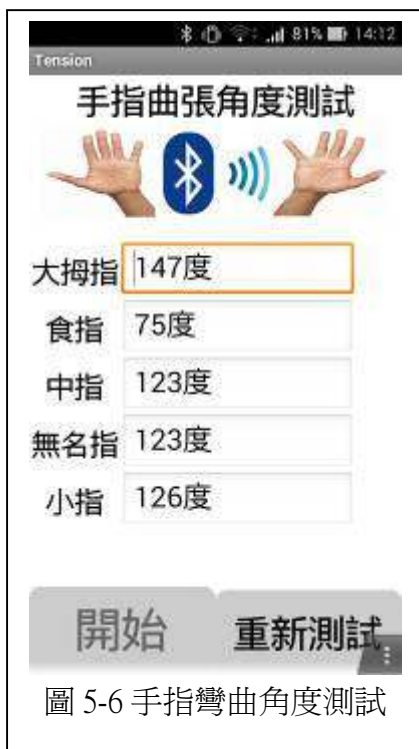 81% 14:12
Tension
手指曲張角度測試
大拇指 147度
食指 75度
中指 123度
無名指 123度
小指 126度
開始 重新測試
圖 5-6 手指彎曲角度測試